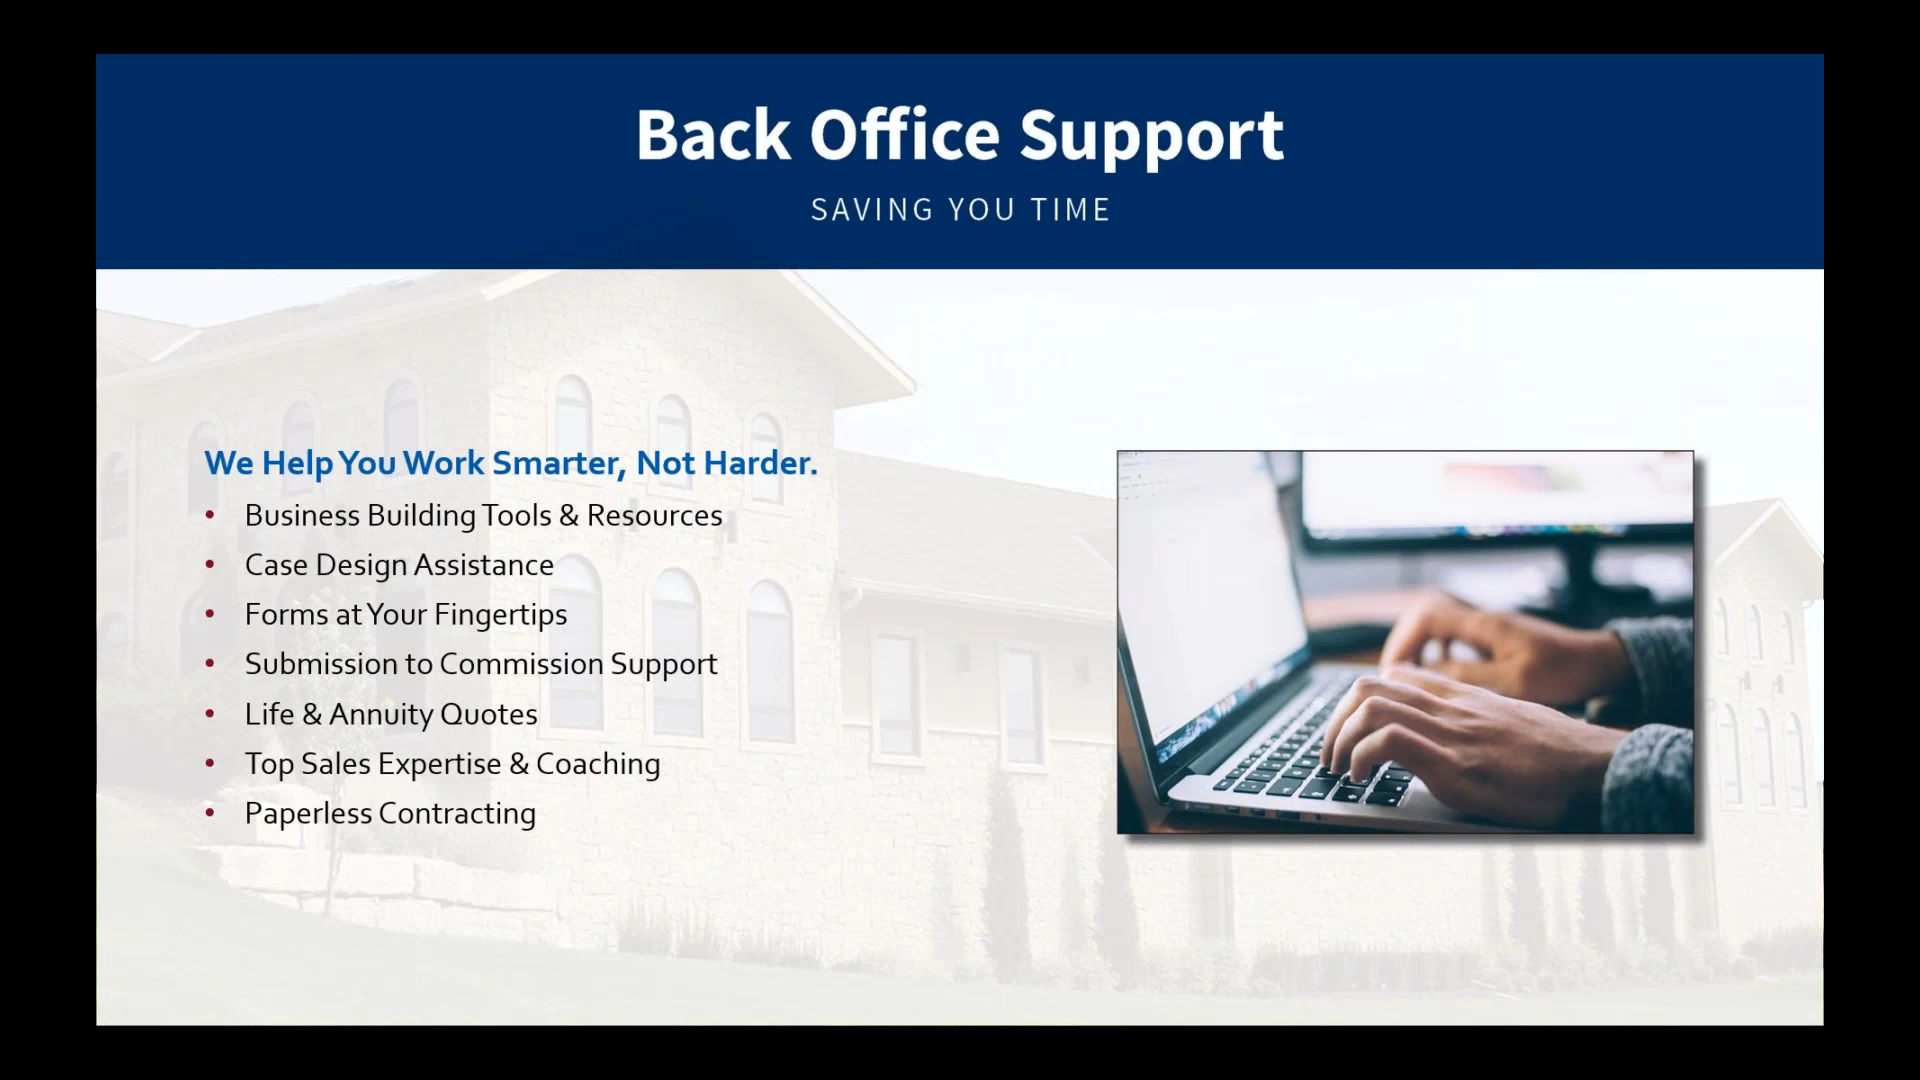 Back Office Support
SAVING YOU TIME
We Help You Work Smarter, Not Harder.
• Business Building Tools & Resources
• Case Design Assistance
• Forms at Your Fingertips
• Submission to Commission Support
• Life & Annuity Quotes
• Top Sales Expertise & Coaching
• Paperless Contracting